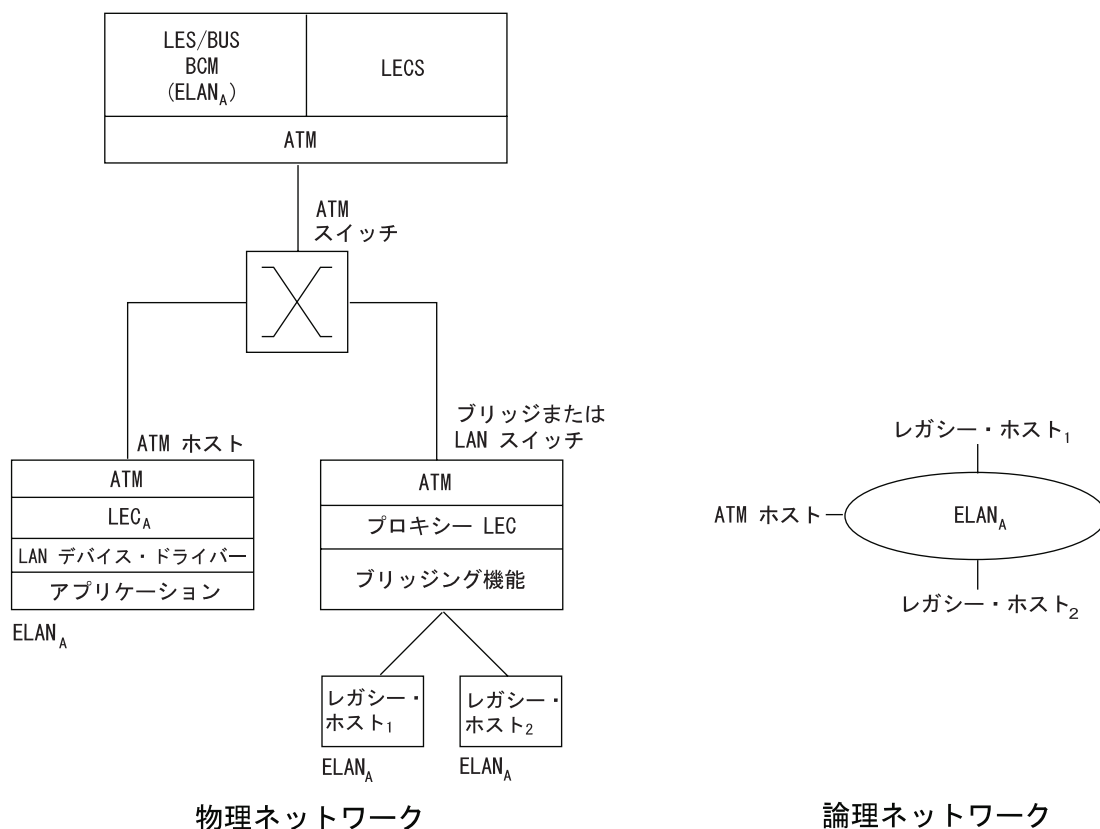 LES/BUS
BCM
(ELANA)
LECS
ATM
ATM
スイッチ
ATM ホスト
ブリッジまたは
LAN スイッチ
ATM
LECA
LAN デバイス・ドライバー
アプリケーション
ELANA
ATM
プロキシー LEC
ブリッジング機能
レガシー・
ホスト1
レガシー・
ホスト2
ELANA
ELANA
レガシー・ホスト1
ATM ホスト
ELANA
レガシー・ホスト2
物理ネットワーク
論理ネットワーク